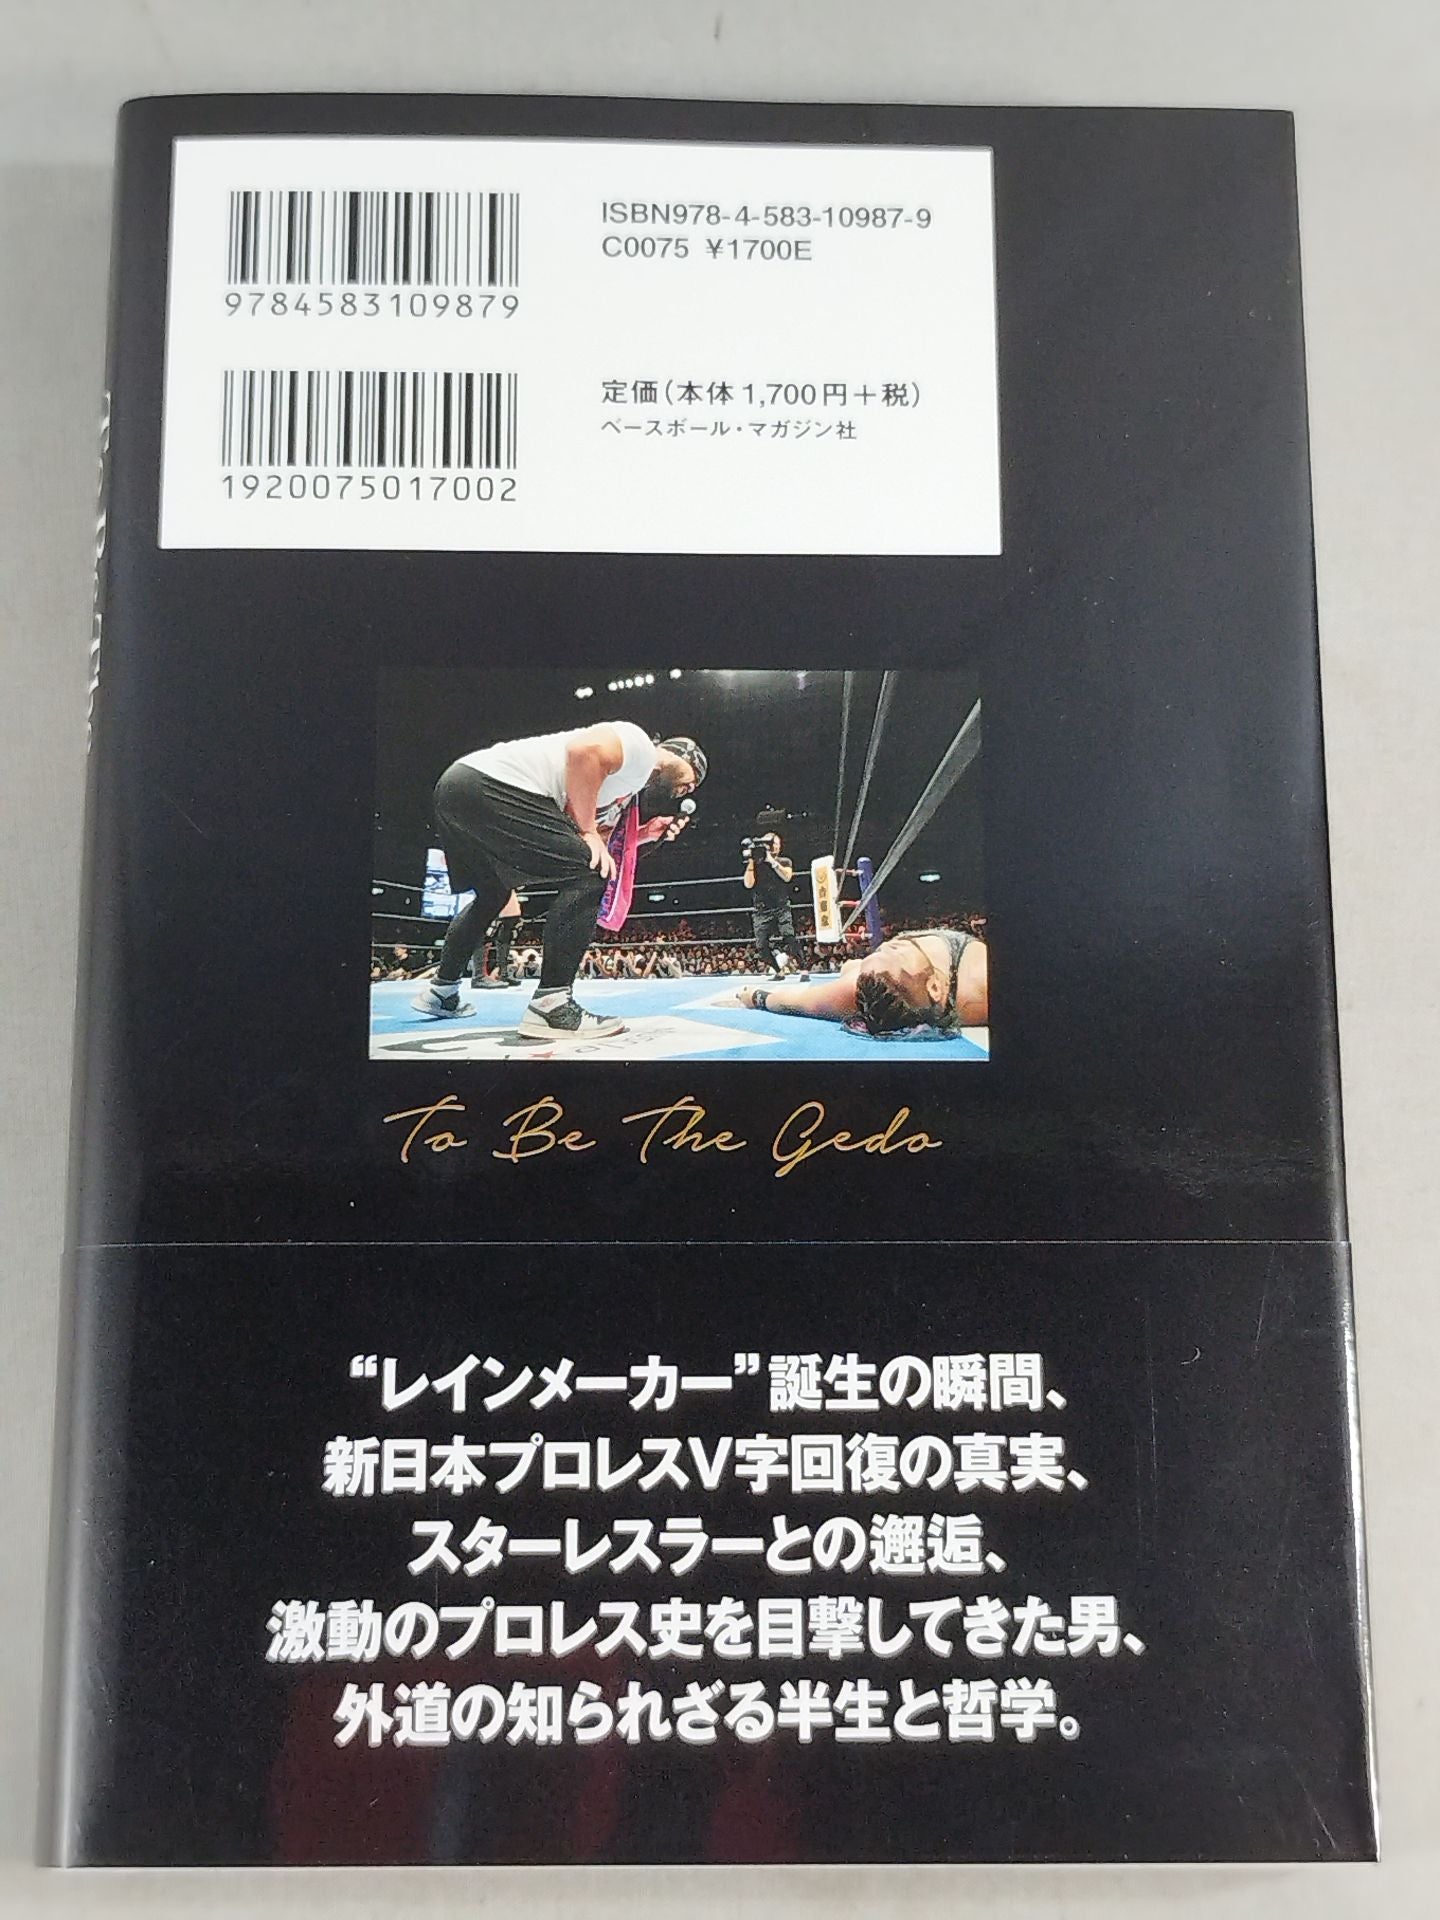 ISBN978-4-583-10987-9
C0075 ¥1700E
9784583109879
定価(本体1,700円+税)
ベースボール・マガジン社
1920075017002
To Be The Gedo
“レインメーカー”誕生の瞬間、
新日本プロレスV字回復の真実、
スターレスラーとの邂逅、
激動のプロレス史を目撃してきた男、
外道の知られざる半生と哲学。